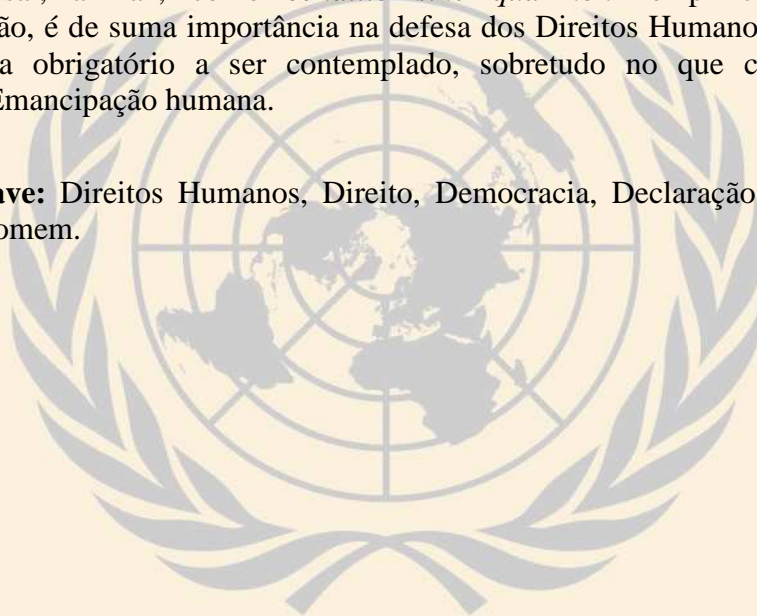 ão, é de suma importância na defesa dos Direitos Humano
a obrigatório a ser contemplado, sobretudo no que c
Emancipação humana.
ave: Direitos Humanos, Direito, Democracia, Declaração
omem.